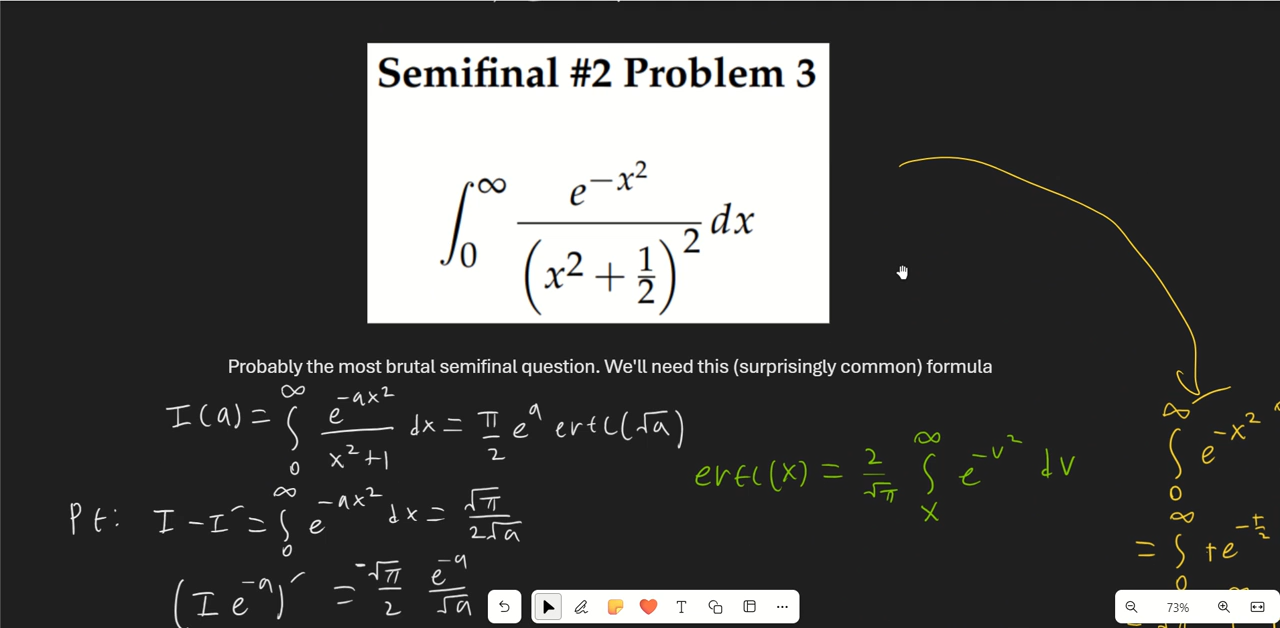 Semifinal #2 Problem 3
∫₀^∞ e^{-x²} / (x² + 1/2)² dx
Probably the most brutal semifinal question. We'll need this (surprisingly common) formula
I(a) = ∫₀^∞ e^{-ax²} / (x²+1) dx = π/2 e^a erfc(√a)
erfc(x) = 2/√π ∫ₓ^∞ e^{-v²} dv
Pf: I - I′ = ∫₀^∞ e^{-ax²} dx = √π / 2√a
(I e^{-a})′ = -√π/2 e^{-a}/√a
∫₀^∞ e^{-x²}
= ∫₀^∞ t e^{-t/2}
73%